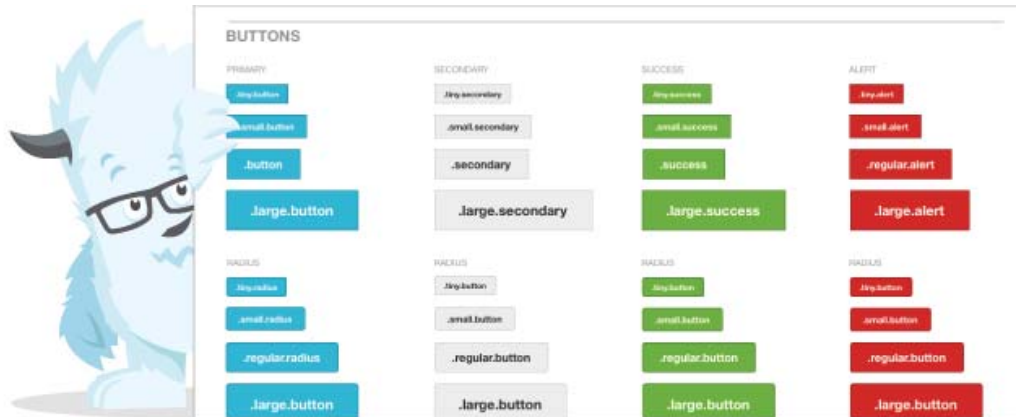 BUTTONS
PRIMARY SECONDARY SUCCESS ALERT
.tiny.button .tiny.secondary .tiny.success .tiny.alert
.small.button .small.secondary .small.success .small.alert
.button .secondary .success .regular.alert
.large.button .large.secondary .large.success .large.alert
RADIUS RADIUS RADIUS RADIUS
.tiny.radius .tiny.button .tiny.button .tiny.button
.small.radius .small.button .small.button .small.button
.regular.radius .regular.button .regular.button .regular.button
.large.button .large.button .large.button .large.button